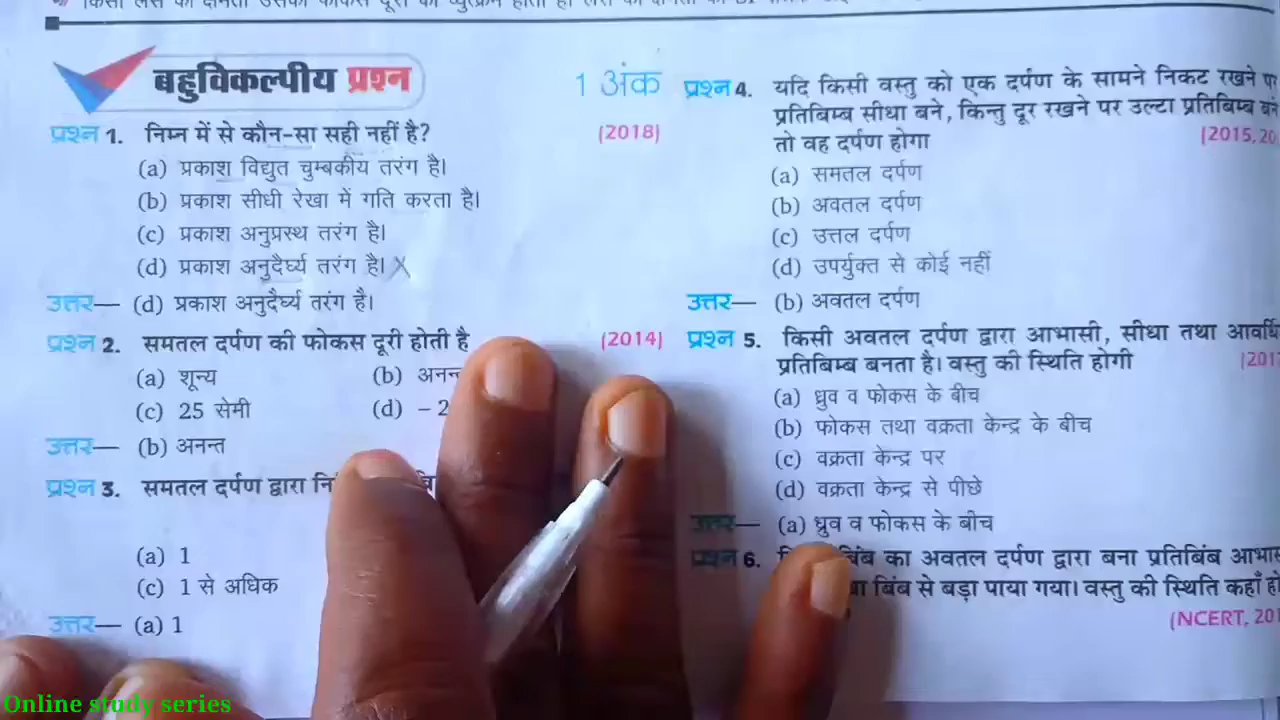 बहुविकल्पीय प्रश्न
1 अंक
प्रश्न 1. निम्न में से कौन-सा सही नहीं है? (2018)
(a) प्रकाश विद्युत चुम्बकीय तरंग है।
(b) प्रकाश सीधी रेखा में गति करता है।
(c) प्रकाश अनुप्रस्थ तरंग है।
(d) प्रकाश अनुदैर्घ्य तरंग है। X
उत्तर— (d) प्रकाश अनुदैर्घ्य तरंग है।
प्रश्न 2. समतल दर्पण की फोकस दूरी होती है (2014)
(a) शून्य (b)
(c) 25 सेमी (d)
उत्तर— (b) अनन्त
प्रश्न 3. समतल दर्पण द्वारा
(a) 1
(c) 1 से अधिक
उत्तर— (a) 1
प्रश्न 4. यदि किसी वस्तु को एक दर्पण के सामने निकट रखने
प्रतिबिम्ब सीधा बने, किन्तु दूर रखने पर उल्टा प्रतिबिम्ब
तो वह दर्पण होगा (2015,
(a) समतल दर्पण
(b) अवतल दर्पण
(c) उत्तल दर्पण
(d) उपर्युक्त से कोई नहीं
उत्तर— (b) अवतल दर्पण
प्रश्न 5. किसी अवतल दर्पण द्वारा आभासी, सीधा तथा
प्रतिबिम्ब बनता है। वस्तु की स्थिति होगी
(a) ध्रुव व फोकस के बीच
(b) फोकस तथा वक्रता केन्द्र के बीच
(c) वक्रता केन्द्र पर
(d) वक्रता केन्द्र से पीछे
उत्तर— (a) ध्रुव व फोकस के बीच
प्रश्न 6. का अवतल दर्पण द्वारा बना प्रतिबिंब
बिंब से बड़ा पाया गया। वस्तु की स्थिति कहाँ
(NCERT,
Online study series